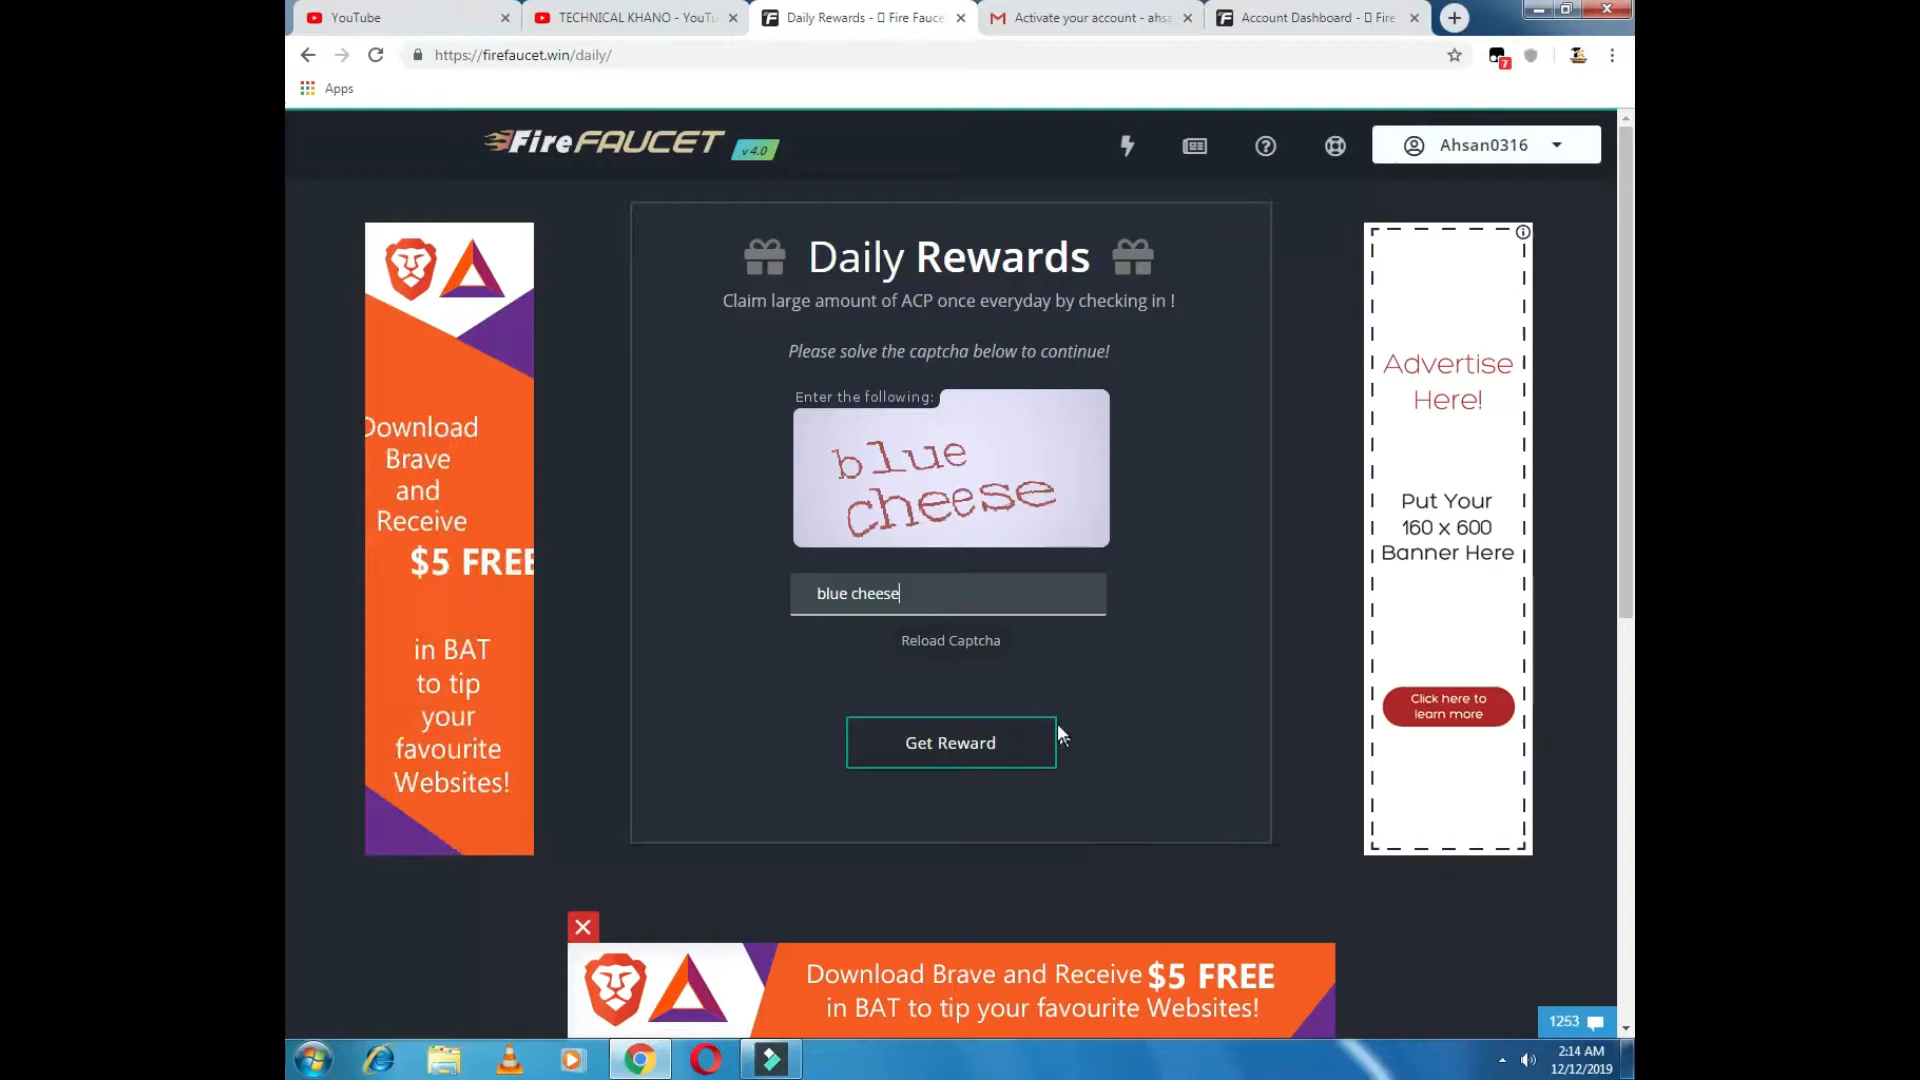 YouTube
TECHNICAL KHANO - YouTu
Daily Rewards - Fire Fauce
Activate your account - ahsa
Account Dashboard - Fire
https://firefaucet.win/daily/
7
Apps
FireFAUCET v4.0
Ahsan0316
Daily Rewards
Claim large amount of ACP once everyday by checking in !
Please solve the captcha below to continue!
Enter the following:
blue
cheese
blue cheese
Reload Captcha
Get Reward
Download
Brave
and
Receive
$5 FREE
in BAT
to tip
your
favourite
Websites!
Advertise
Here!
Put Your
160 x 600
Banner Here
Click here to
learn more
Download Brave and Receive $5 FREE
in BAT to tip your favourite Websites!
1253
2:14 AM
12/12/2019